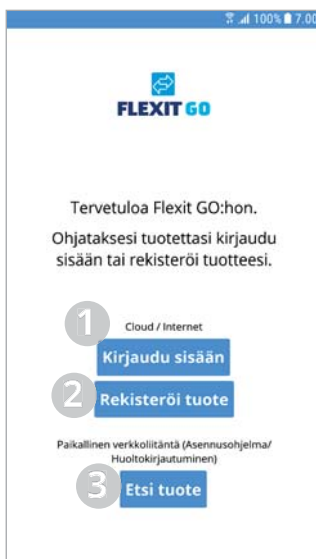 100% 7.00
FLEXIT GO
Tervetuloa Flexit GO:hon.
Ohjataksesi tuotettasi kirjaudu
sisään tai rekisteröi tuotteesi.
1
Cloud / Internet
Kirjaudu sisään
2
Rekisteröi tuote
Paikallinen verkkoliitäntä (Asennusohjelma/
Huoltokirjautuminen)
3
Etsi tuote